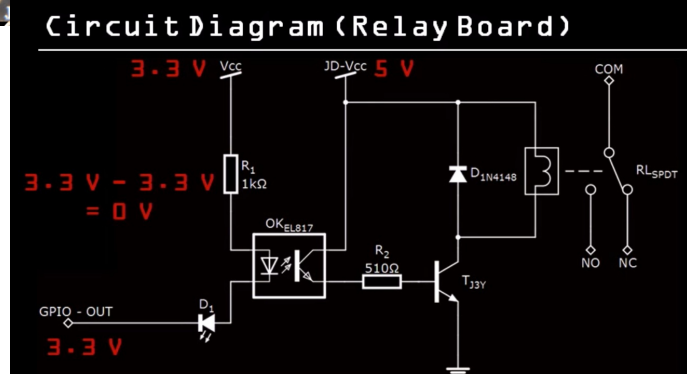 Circuit Diagram (Relay Board)
3.3 V Vcc JD-Vcc 5 V
COM
R1
1kΩ
3.3 V - 3.3 V
= 0 V
D1N4148
RLSPDT
OKEL817
R2
510Ω
TJ3Y
NO NC
GPIO - OUT
D1
3.3 V